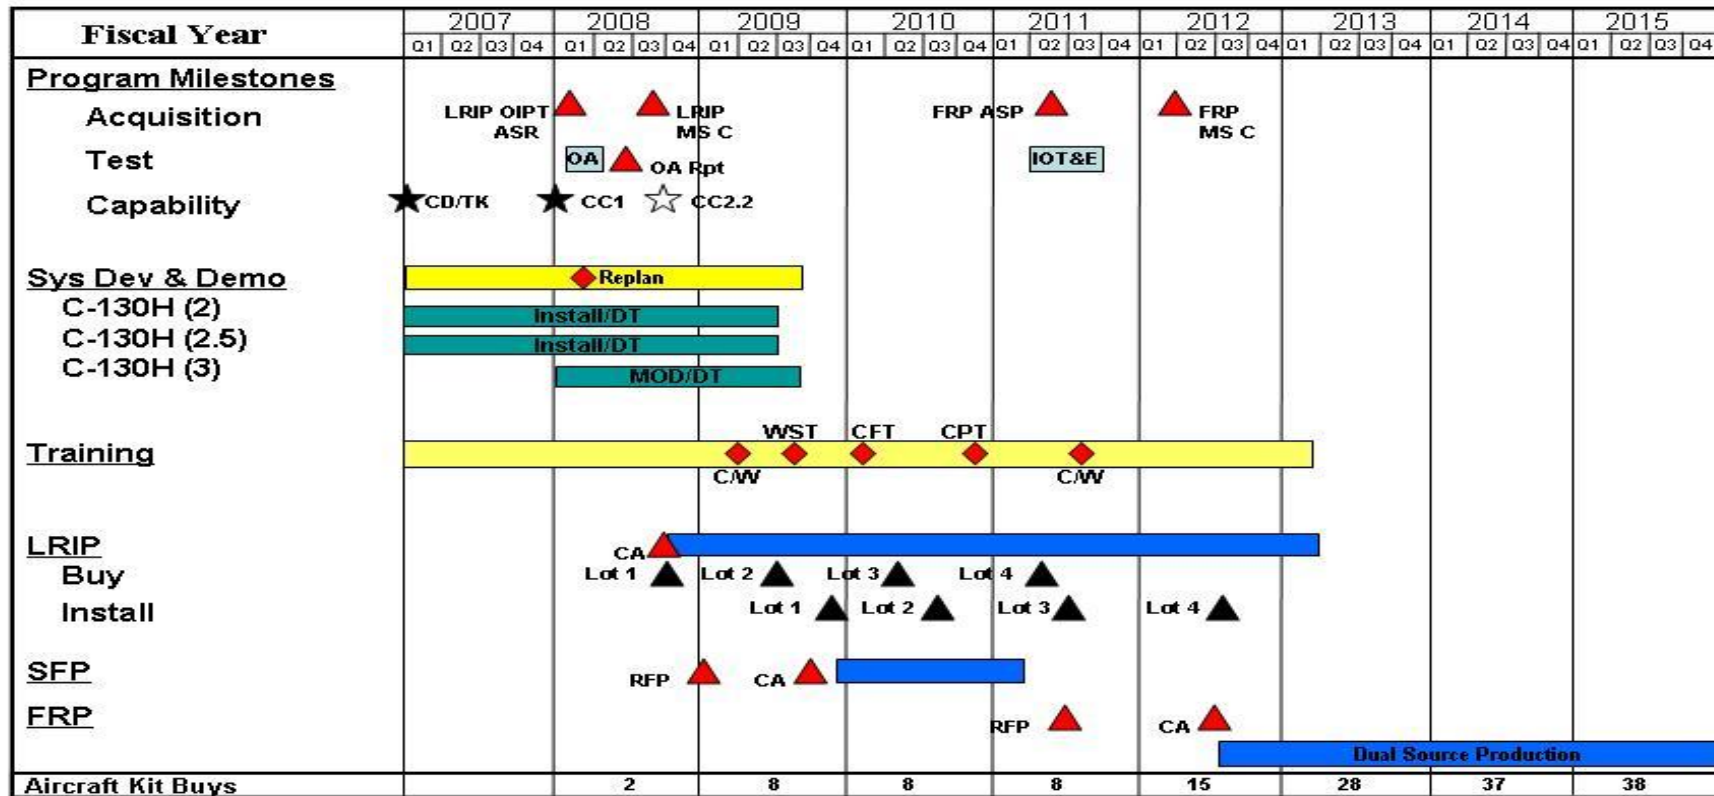 Fiscal Year 2007 2008 2009 2010 2011 2012 2013 2014 2015
Q1 Q2 Q3 Q4 Q1 Q2 Q3 Q4 Q1 Q2 Q3 Q4 Q1 Q2 Q3 Q4 Q1 Q2 Q3 Q4 Q1 Q2 Q3 Q4 Q1 Q2 Q3 Q4 Q1 Q2 Q3 Q4 Q1 Q2 Q3 Q4
Program Milestones
Acquisition LRIP OIPT LRIP FRP ASP FRP
ASR MS C MS C
Test OA OA Rpt IOT&E
Capability CD/TK CC1 CC2.2
Sys Dev & Demo Replan
C-130H (2) Install/DT
C-130H (2.5) Install/DT
C-130H (3) MOD/DT
WST CFT CPT
Training
C/W C/W
LRIP CA
Buy Lot 1 Lot 2 Lot 3 Lot 4
Install Lot 1 Lot 2 Lot 3 Lot 4
SFP RFP CA
FRP RFP CA
Dual Source Production
Aircraft Kit Buys 2 8 8 8 15 28 37 38